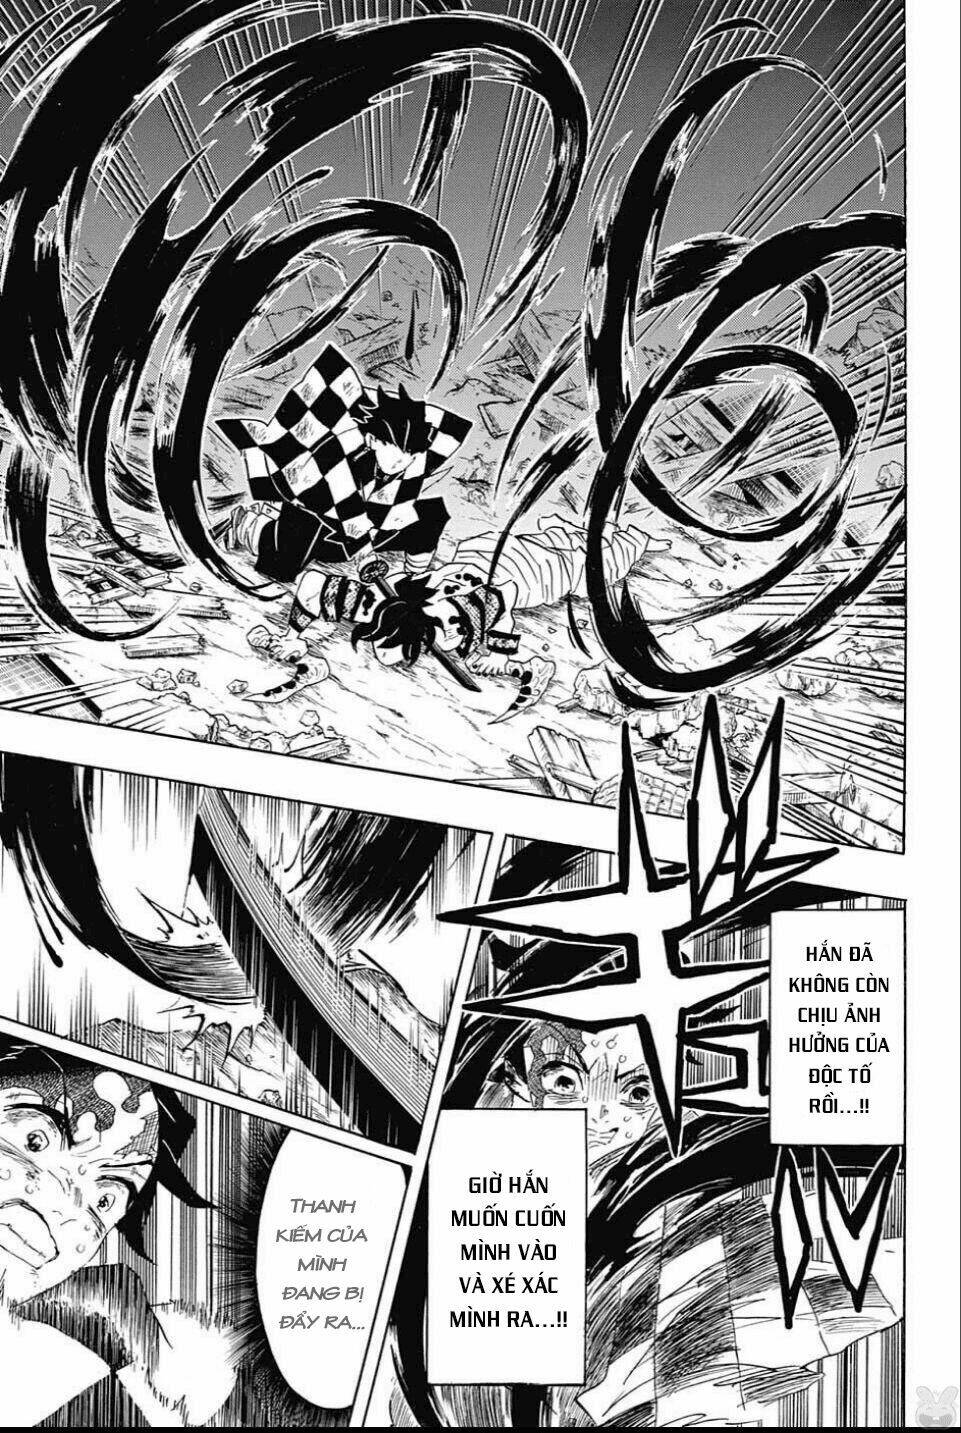 HẮN ĐÃ
KHÔNG CÒN
CHỊU ẢNH
HƯỞNG CỦA
ĐỘC TỐ
RỒI...!!
GIỜ HẮN
MUỐN CUỐN
MÌNH VÀO
VÀ XÉ XÁC
MÌNH RA...!!
THANH
KIẾM CỦA
MÌNH
ĐANG BỊ
ĐẨY RA...